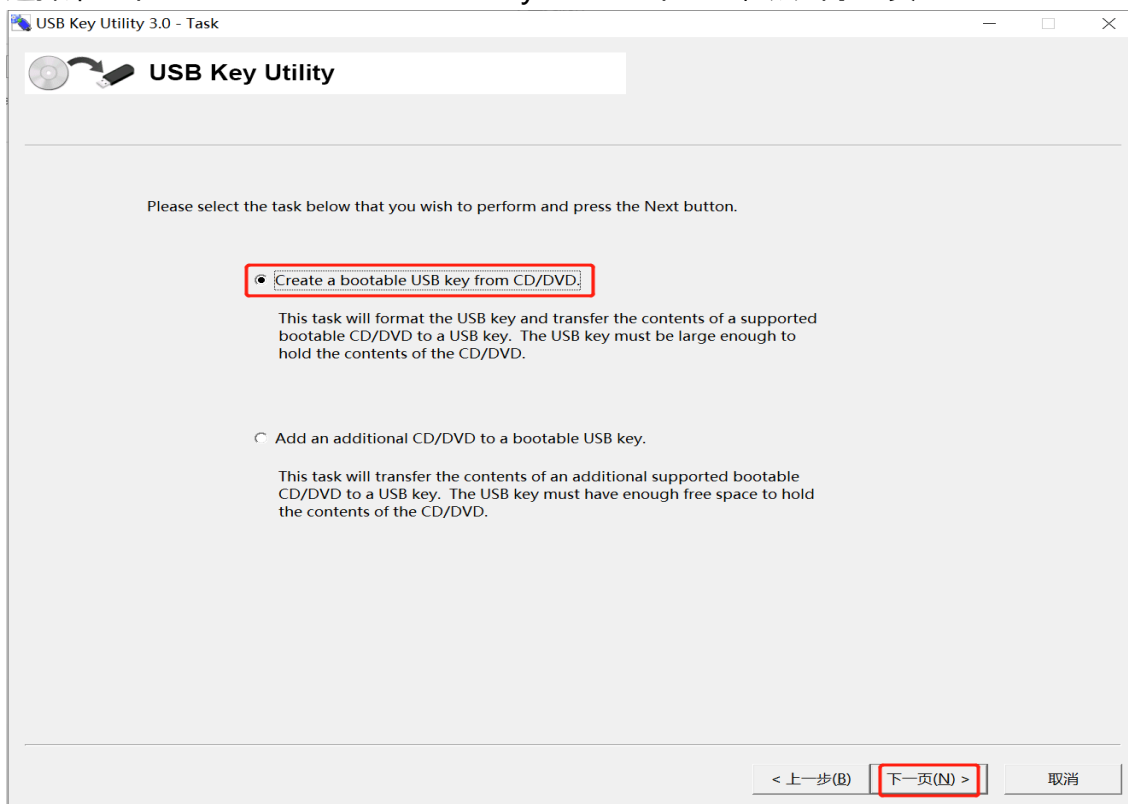 USB Key Utility 3.0 - Task
USB Key Utility
Please select the task below that you wish to perform and press the Next button.
Create a bootable USB key from CD/DVD.
This task will format the USB key and transfer the contents of a supported
bootable CD/DVD to a USB key. The USB key must be large enough to
hold the contents of the CD/DVD.
Add an additional CD/DVD to a bootable USB key.
This task will transfer the contents of an additional supported bootable
CD/DVD to a USB key. The USB key must have enough free space to hold
the contents of the CD/DVD.
< 上一步(B)
下一页(N) >
取消